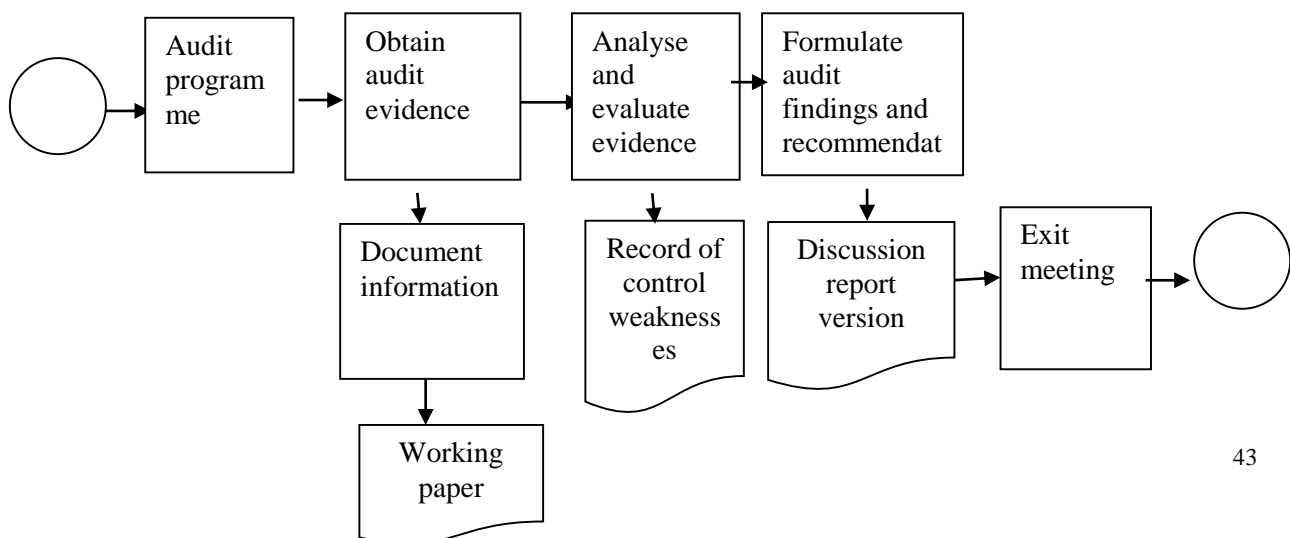 Audit
program
me
Obtain
audit
evidence
Analyse
and
evaluate
evidence
Formulate
audit
findings and
recommendat
Document
information
Record of
control
weakness
es
Discussion
report
version
Exit
meeting
Working
paper
43